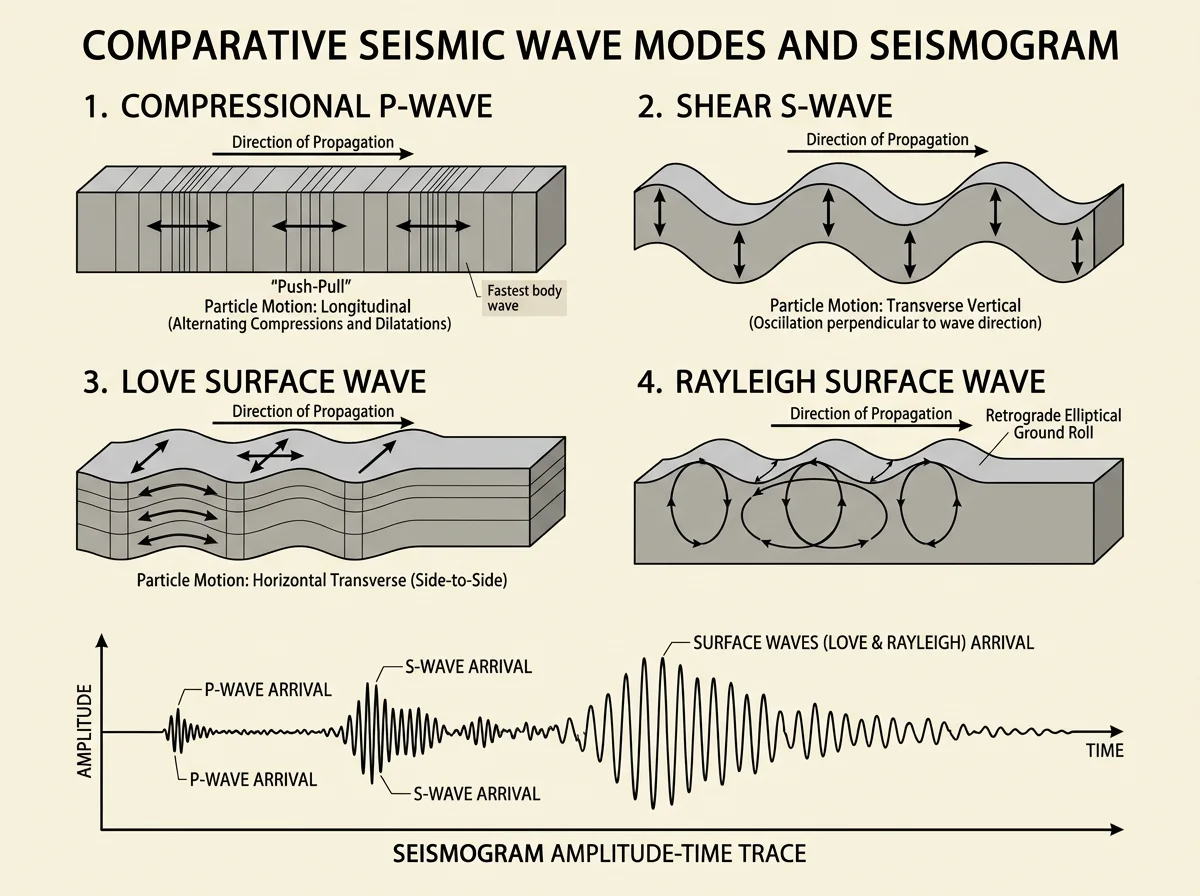 COMPARATIVE SEISMIC WAVE MODES AND SEISMOGRAM
1. COMPRESSIONAL P-WAVE
Direction of Propagation
"Push-Pull"
Particle Motion: Longitudinal
(Alternating Compressions and Dilatations)
Fastest body
wave
2. SHEAR S-WAVE
Direction of Propagation
Particle Motion: Transverse Vertical
(Oscillation perpendicular to wave direction)
3. LOVE SURFACE WAVE
Direction of Propagation
Particle Motion: Horizontal Transverse (Side-to-Side)
4. RAYLEIGH SURFACE WAVE
Direction of Propagation
Retrograde Elliptical
Ground Roll
AMPLITUDE
P-WAVE ARRIVAL
P-WAVE ARRIVAL
S-WAVE ARRIVAL
S-WAVE ARRIVAL
SURFACE WAVES (LOVE & RAYLEIGH) ARRIVAL
TIME
SEISMOGRAM AMPLITUDE-TIME TRACE